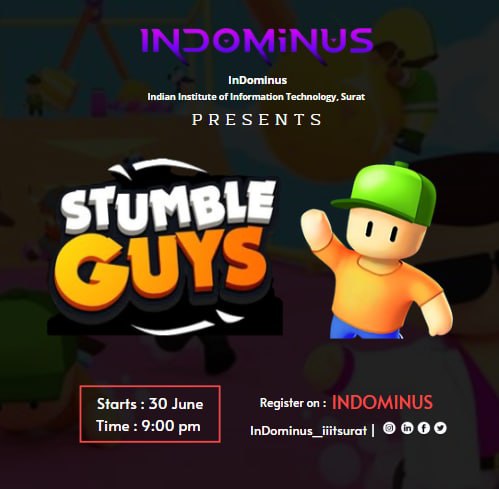 INDOMiNUS
InDomInus
Indian Institute of Information Technology, Surat
PRESENTS
STUMBLE
GUYS
Starts : 30 June
Time : 9:00 pm
Register on : INDOMINUS
InDominus_iiitsurat |